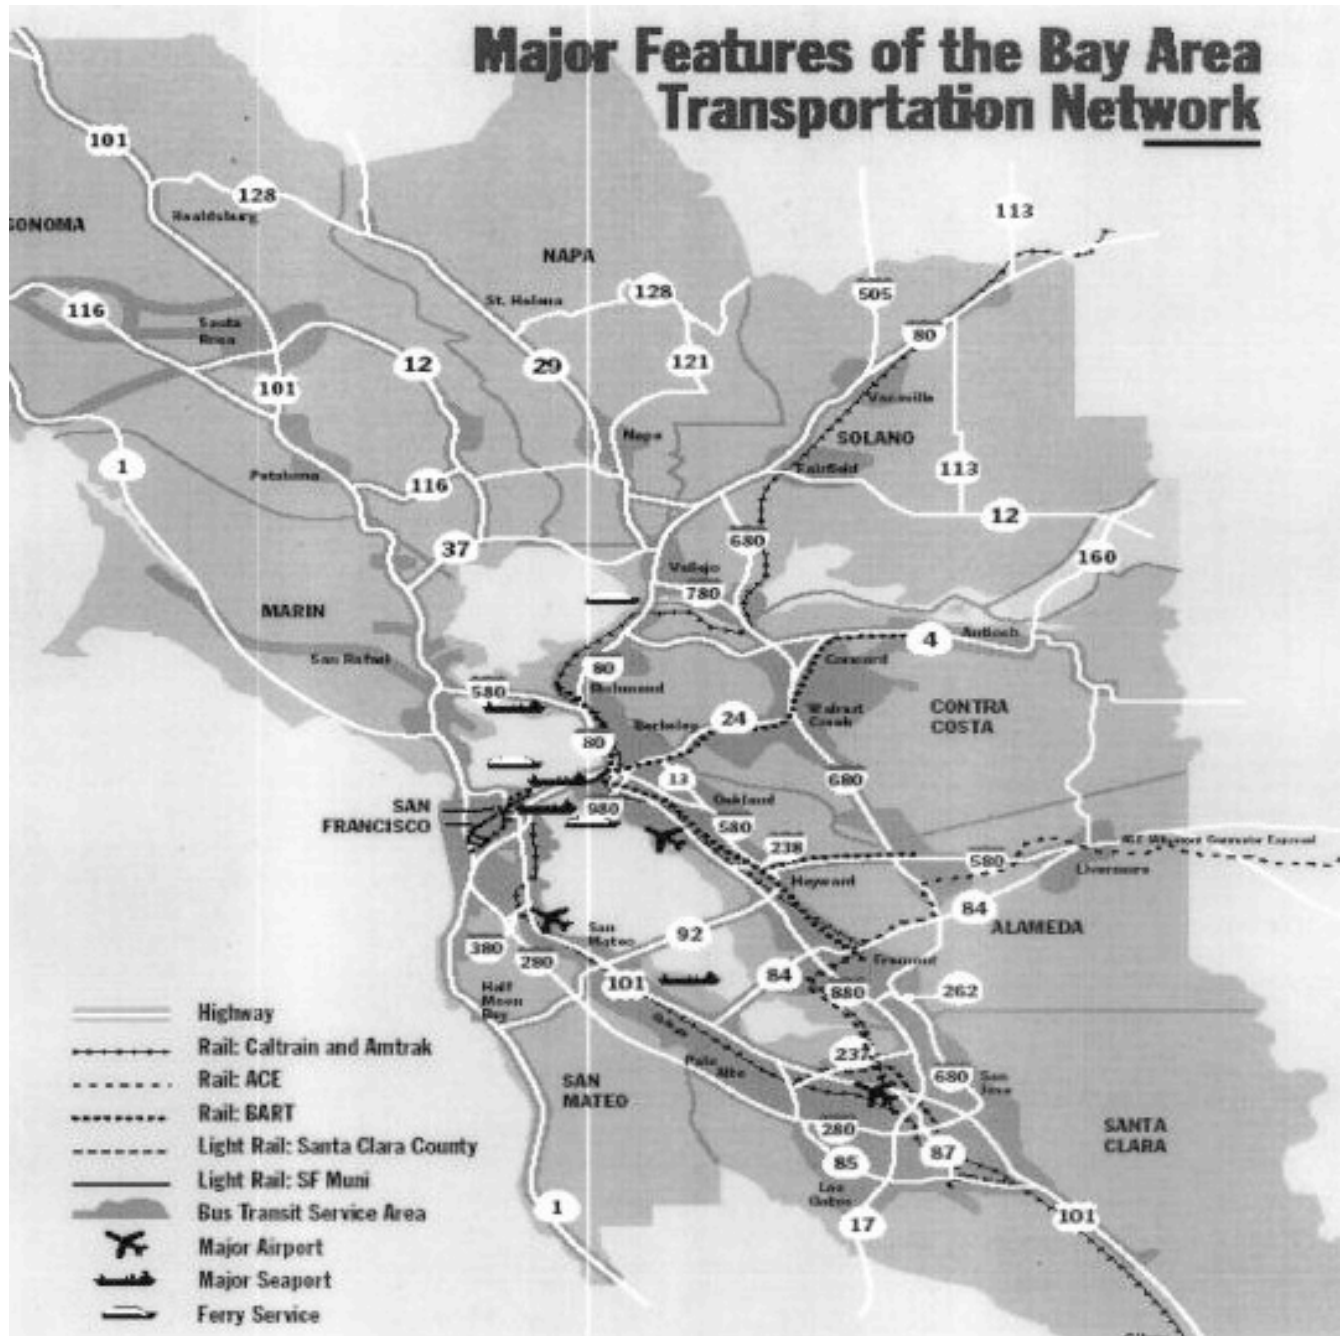 Major Features of the Bay Area
Transportation Network
101
128
Healdsburg
SONOMA
113
NAPA
St. Helena
128
505
116
Santa
Rosa
80
12
29
121
101
Vacaville
Napa
SOLANO
1
Petaluma
116
Fairfield
113
12
37
680
160
Vallejo
780
MARIN
4
Antioch
San Rafael
80
Concord
580
Richmond
CONTRA
COSTA
Berkeley
24
Walnut
Creek
80
13
680
SAN
FRANCISCO
980
Oakland
580
238
580
ACE
Commuter
Livermore
Hayward
84
ALAMEDA
San
Mateo
92
380
280
Fremont
101
84
880
262
Half
Moon
Bay
237
Palo
Alto
680
San
Jose
SAN
MATEO
280
SANTA
CLARA
85
87
Los
Gatos
1
17
101
Highway
Rail: Caltrain and Amtrak
Rail: ACE
Rail: BART
Light Rail: Santa Clara County
Light Rail: SF Muni
Bus Transit Service Area
Major Airport
Major Seaport
Ferry Service